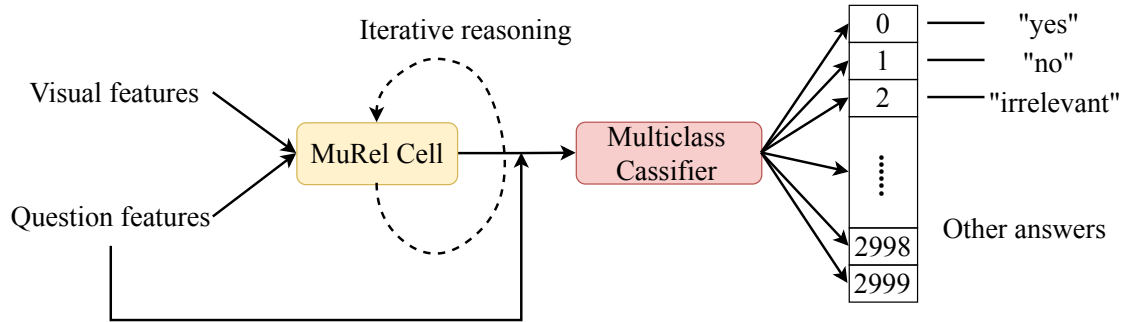 Iterative reasoning
Visual features
Question features
MuRel Cell
Multiclass
Cassifier
0
1
2
......
2998
2999
"yes"
"no"
"irrelevant"
Other answers